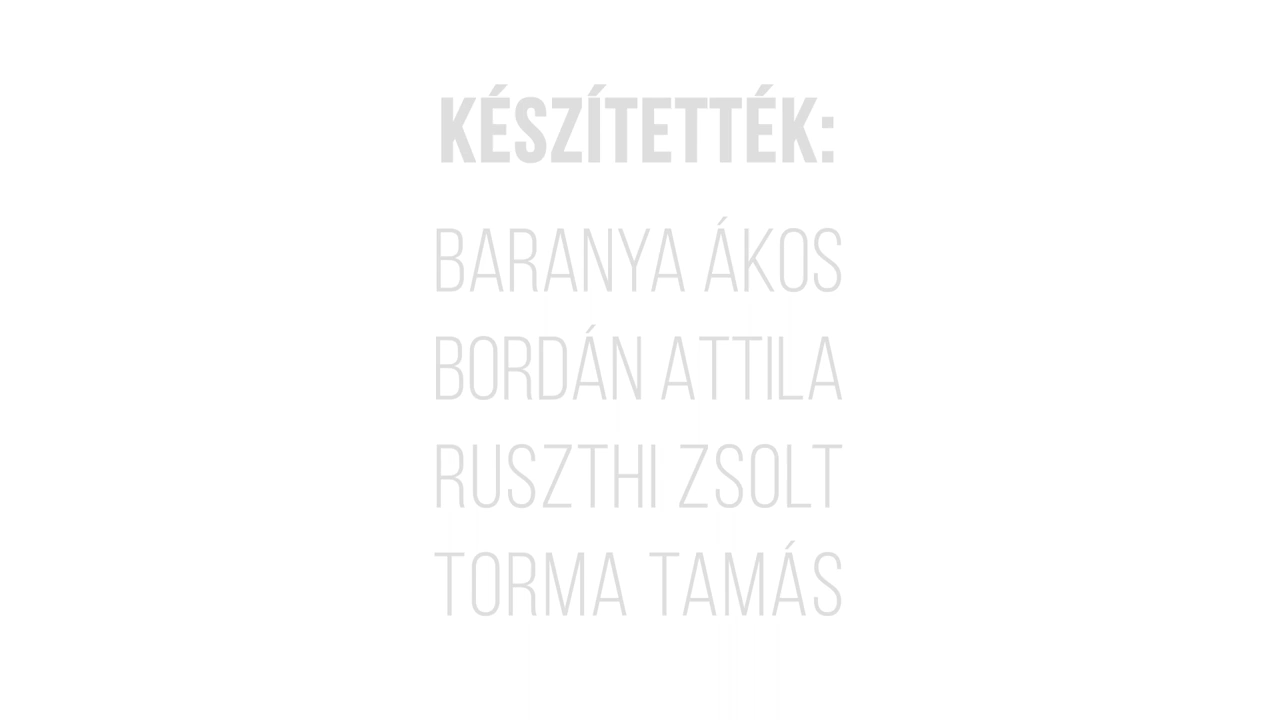 KÉSZÍTETTÉK:
BARANYA ÁKOS
BORDÁN ATTILA
RUSZTHI ZSOLT
TORMA TAMÁS